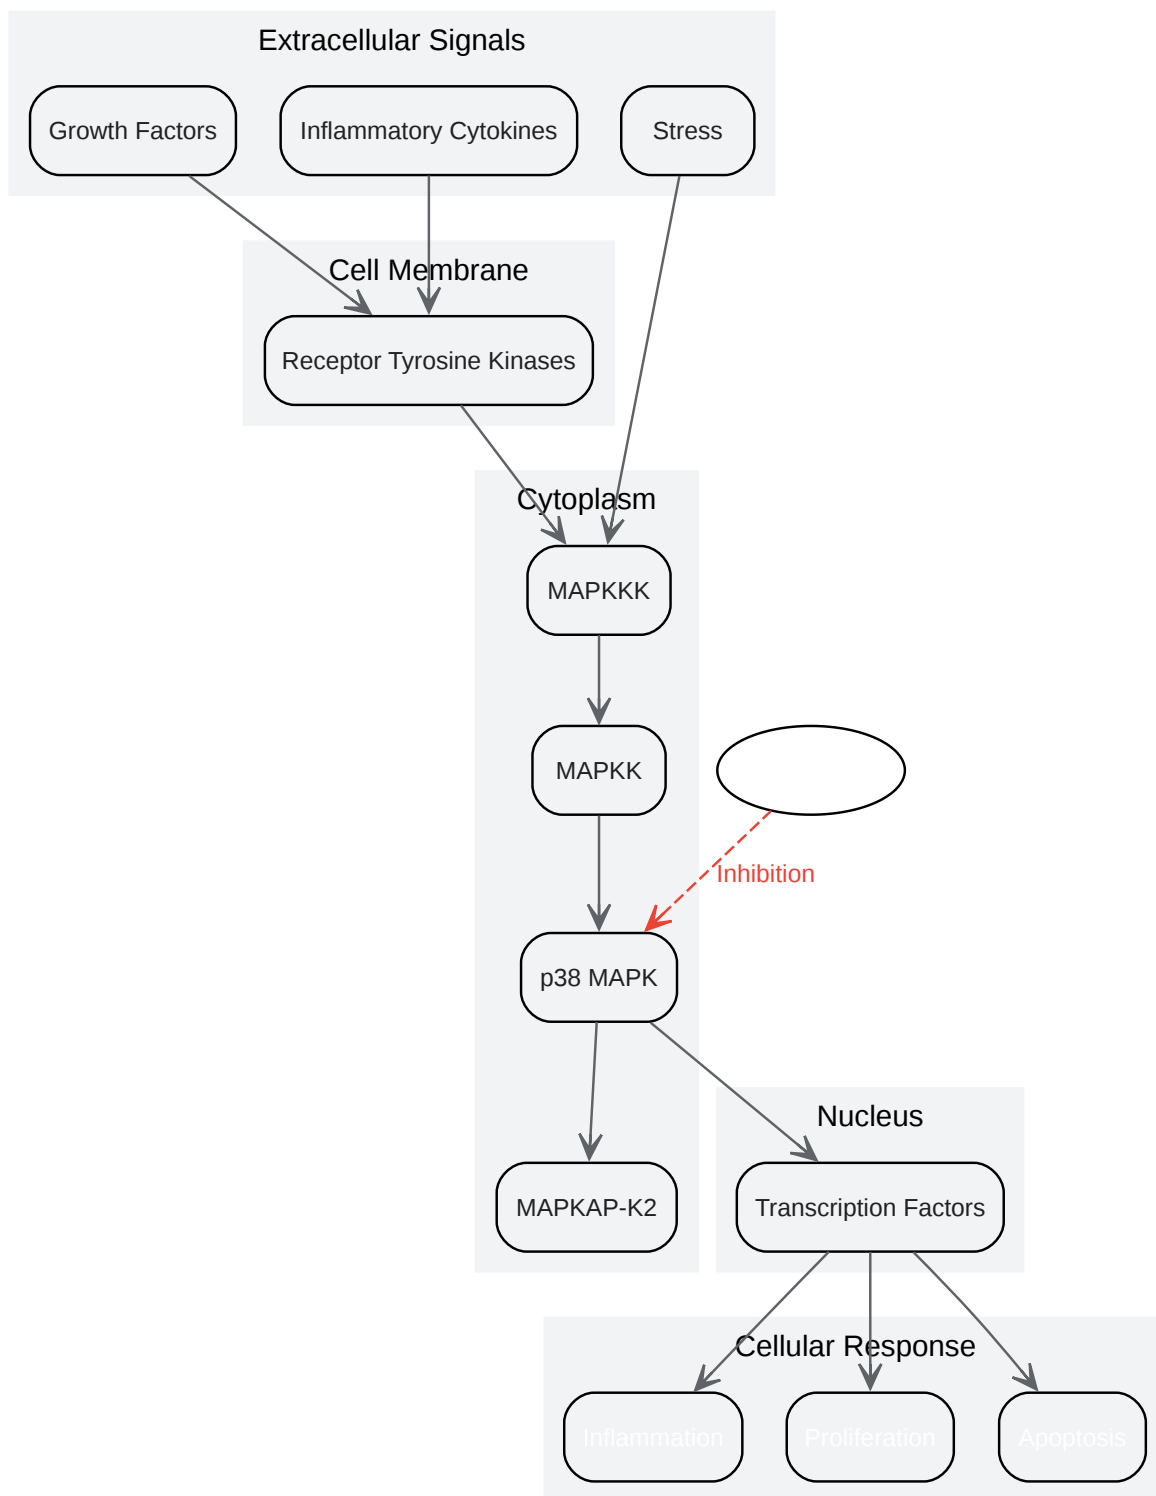 Extracellular Signals
Growth Factors
Inflammatory Cytokines
Stress
Cell Membrane
Receptor Tyrosine Kinases
Cytoplasm
MAPKKK
MAPKK
Inhibition
p38 MAPK
Nucleus
MAPKAP-K2
Transcription Factors
Cellular Response
Inflammation
Proliferation
Apoptosis